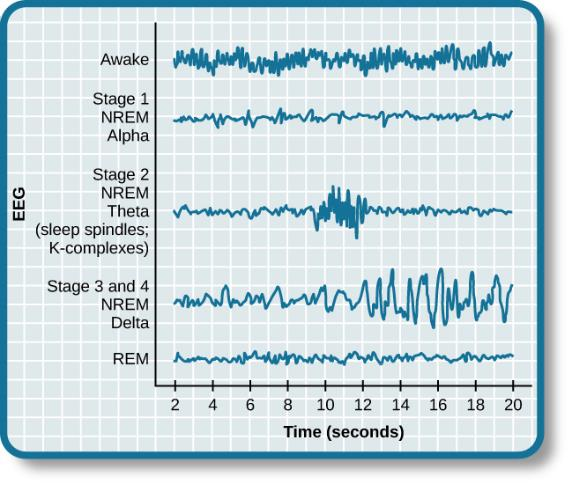 Awake
Stage 1
NREM
Alpha
Stage 2
NREM
Theta
(sleep spindles;
K-complexes)
Stage 3 and 4
NREM
Delta
REM
EEG
2 4 6 8 10 12 14 16 18 20
Time (seconds)